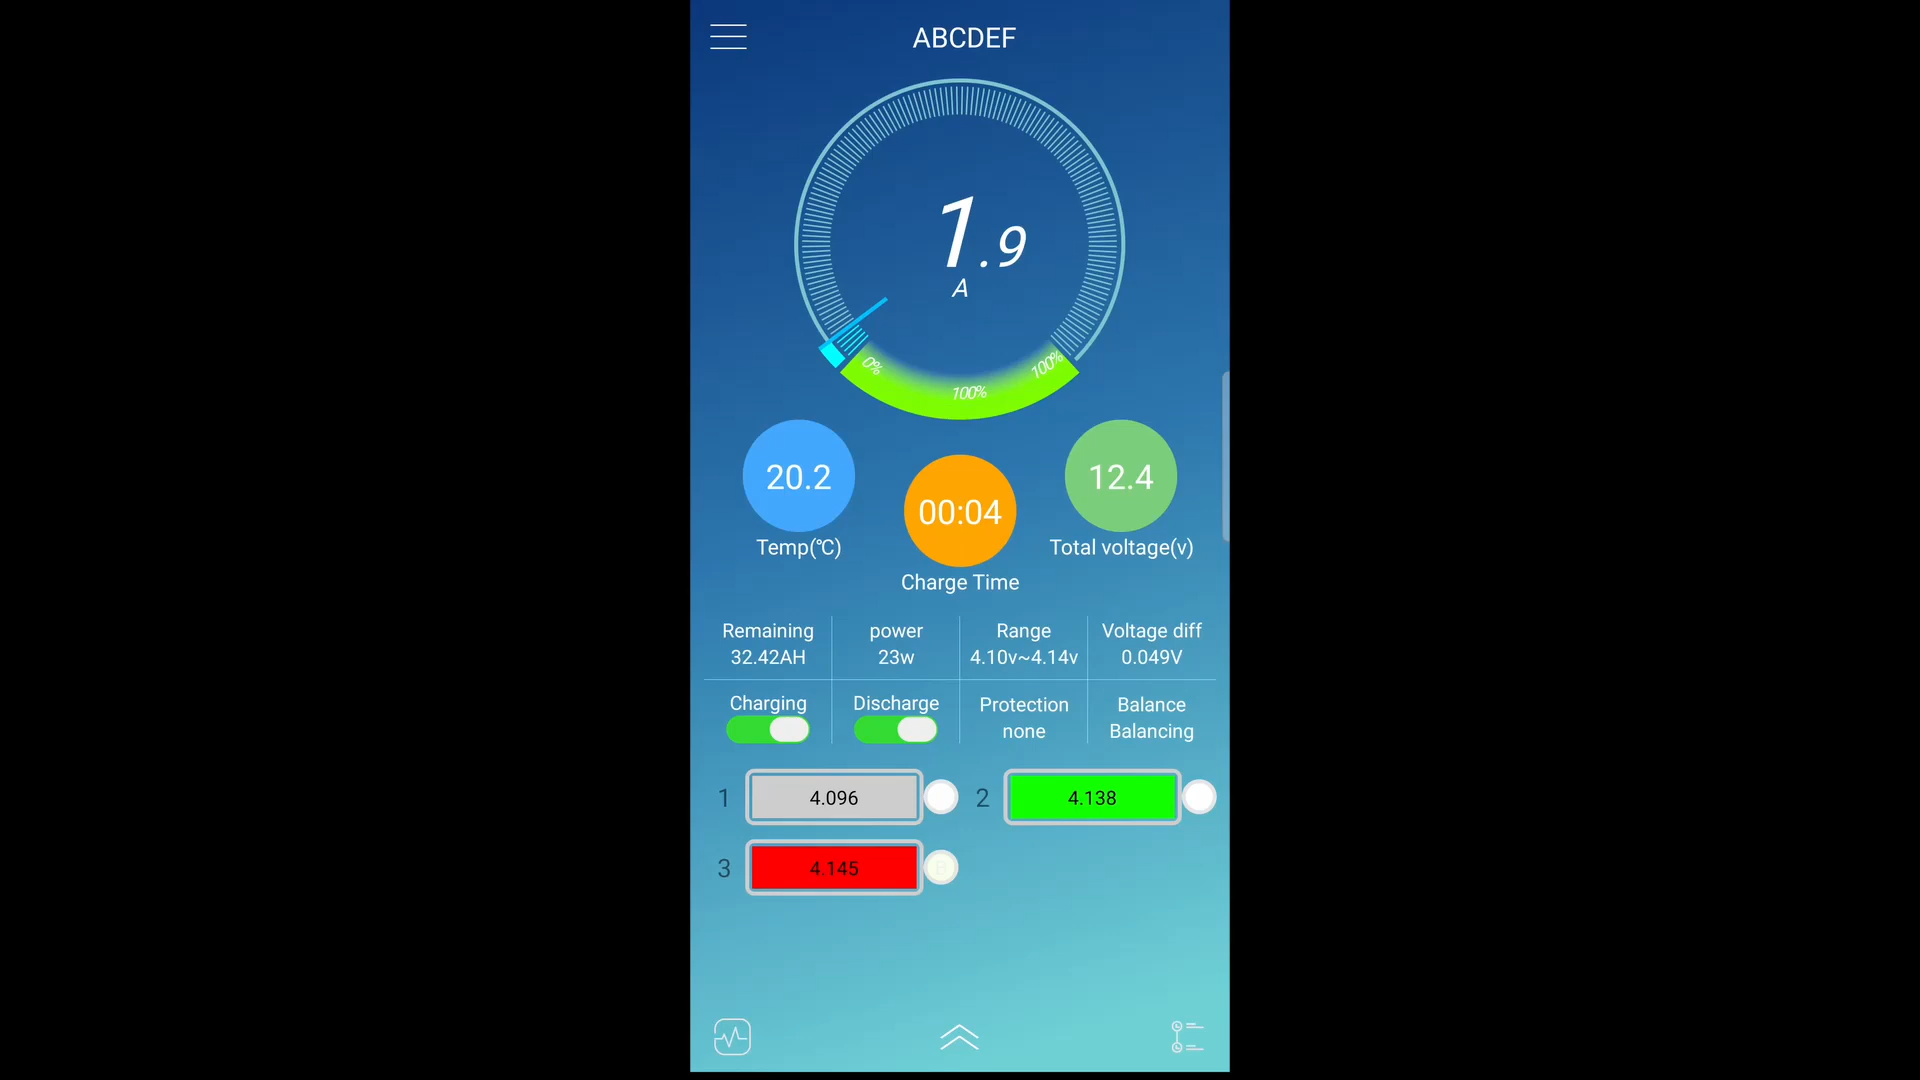 ABCDEF
1.9
A
0%
100%
100%
20.2
00:04
12.4
Temp(℃)
Charge Time
Total voltage(v)
Remaining power Range Voltage diff
32.42AH 23w 4.10v~4.14v 0.049V
Charging Discharge Protection Balance
none Balancing
1 4.096 2 4.138
3 4.145